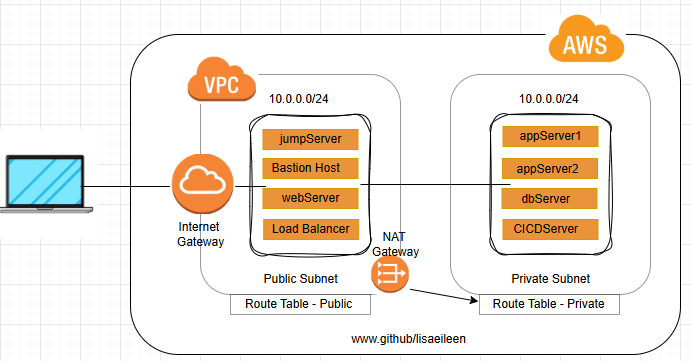 AWS
VPC
10.0.0.0/24
10.0.0.0/24
jumpServer
Bastion Host
webServer
Load Balancer
appServer1
appServer2
dbServer
CICDServer
Internet
Gateway
NAT
Gateway
Public Subnet
Private Subnet
Route Table - Public
Route Table - Private
www.github/lisaeileen